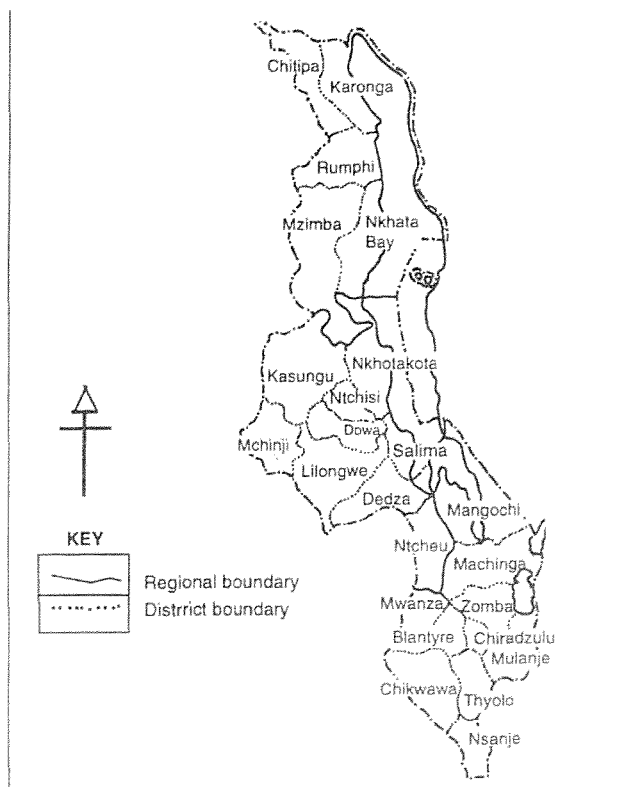 Chitipa
Karonga
Rumphi
Mzimba
Nkhata
Bay
Nkhotakota
Kasungu
Ntchisi
Dowa
Mchinji
Salima
Lilongwe
Dedza
Mangochi
KEY
Ntcheu
Machinga
Regional boundary
Distrrict boundary
Mwanza
Zomba
Blantyre
Chiradzulu
Mulanje
Chikwawa
Thyolo
Nsanje